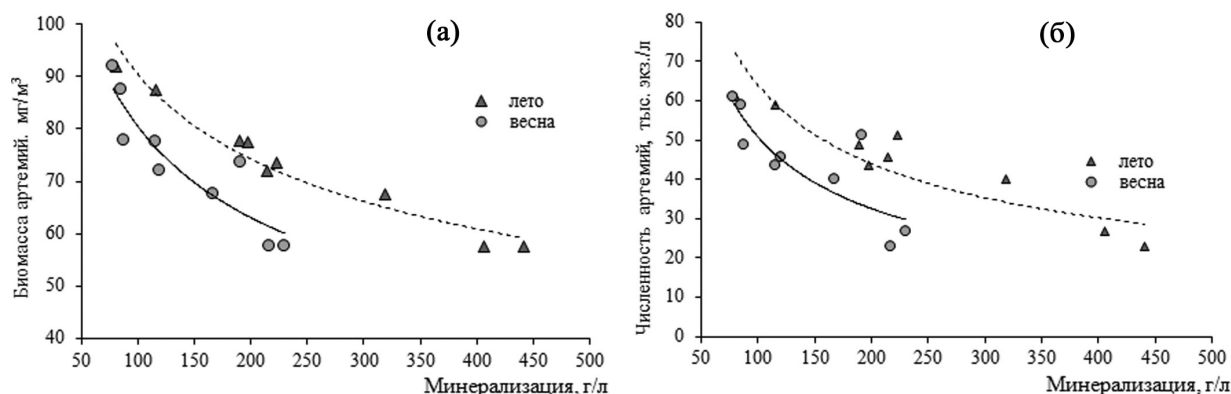 (а)
100
90
80
70
60
50
40
Биомасса артемий. мг/м³
лето
весна
50 100 150 200 250 300 350 400 450 500
Минерализация, г/л
(б)
80
70
60
50
40
30
20
10
0
Численность артемий, тыс. экз./л
лето
весна
50 100 150 200 250 300 350 400 450 500
Минерализация, г/л